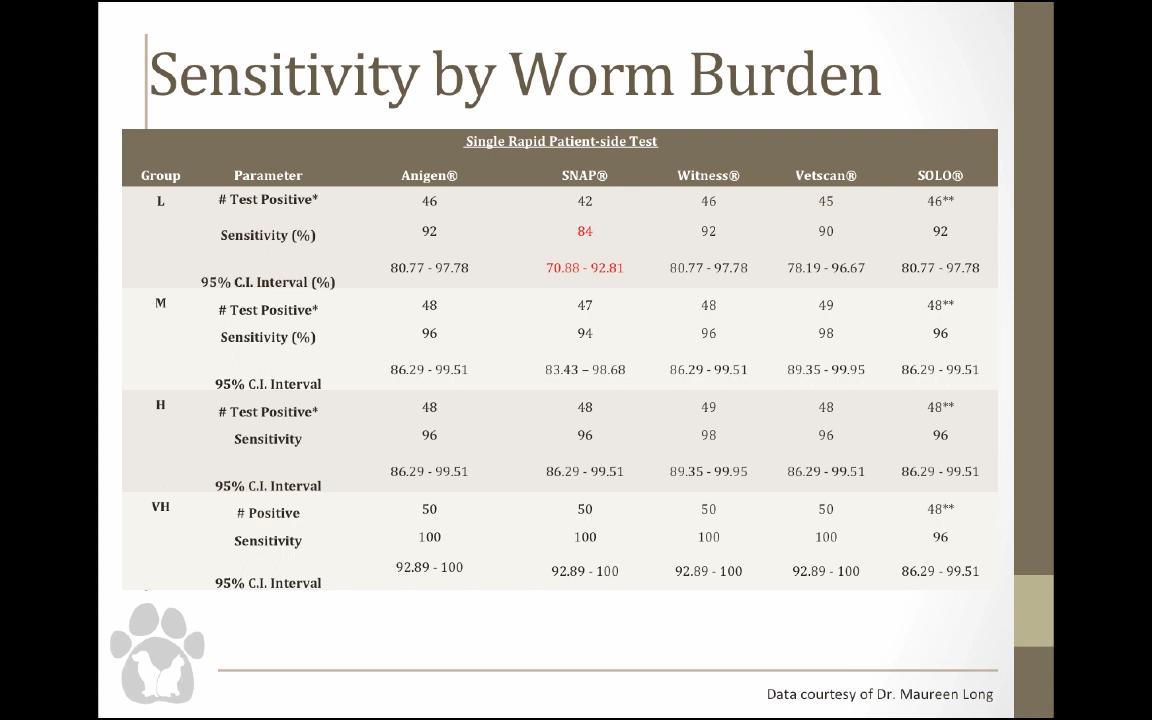 Sensitivity by Worm Burden
Single Rapid Patient-side Test
Group Parameter Anigen® SNAP® Witness® Vetscan® SOLO®
L # Test Positive* 46 42 46 45 46**
Sensitivity (%) 92 84 92 90 92
95% C.I. Interval (%) 80.77 - 97.78 70.88 - 92.81 80.77 - 97.78 78.19 - 96.67 80.77 - 97.78
M # Test Positive* 48 47 48 49 48**
Sensitivity (%) 96 94 96 98 96
95% C.I. Interval 86.29 - 99.51 83.43 – 98.68 86.29 - 99.51 89.35 - 99.95 86.29 - 99.51
H # Test Positive* 48 48 49 48 48**
Sensitivity 96 96 98 96 96
95% C.I. Interval 86.29 - 99.51 86.29 - 99.51 89.35 - 99.95 86.29 - 99.51 86.29 - 99.51
VH # Positive 50 50 50 50 48**
Sensitivity 100 100 100 100 96
95% C.I. Interval 92.89 - 100 92.89 - 100 92.89 - 100 92.89 - 100 86.29 - 99.51
Data courtesy of Dr. Maureen Long